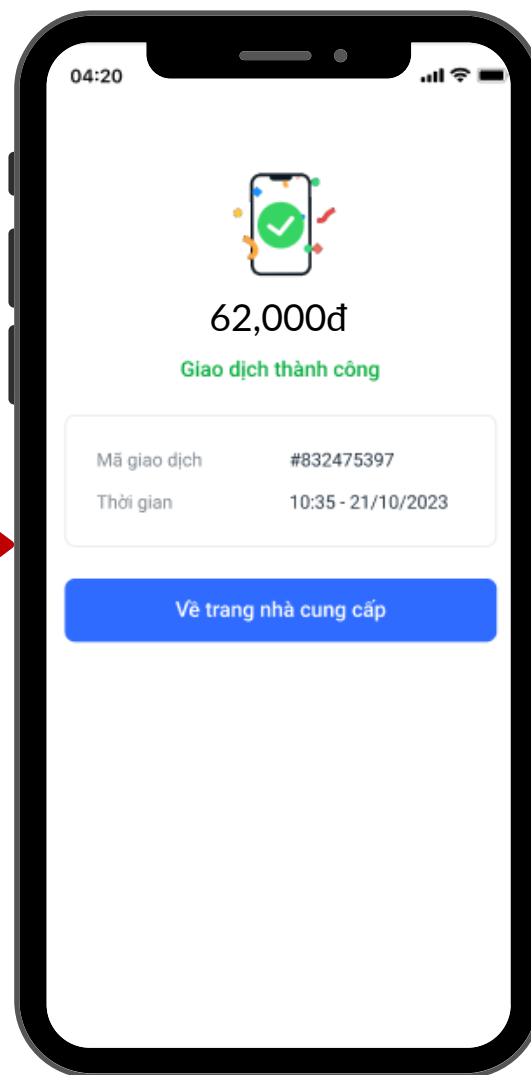 04:20
62,000đ
Giao dịch thành công
Mã giao dịch #832475397
Thời gian 10:35 - 21/10/2023
Về trang nhà cung cấp